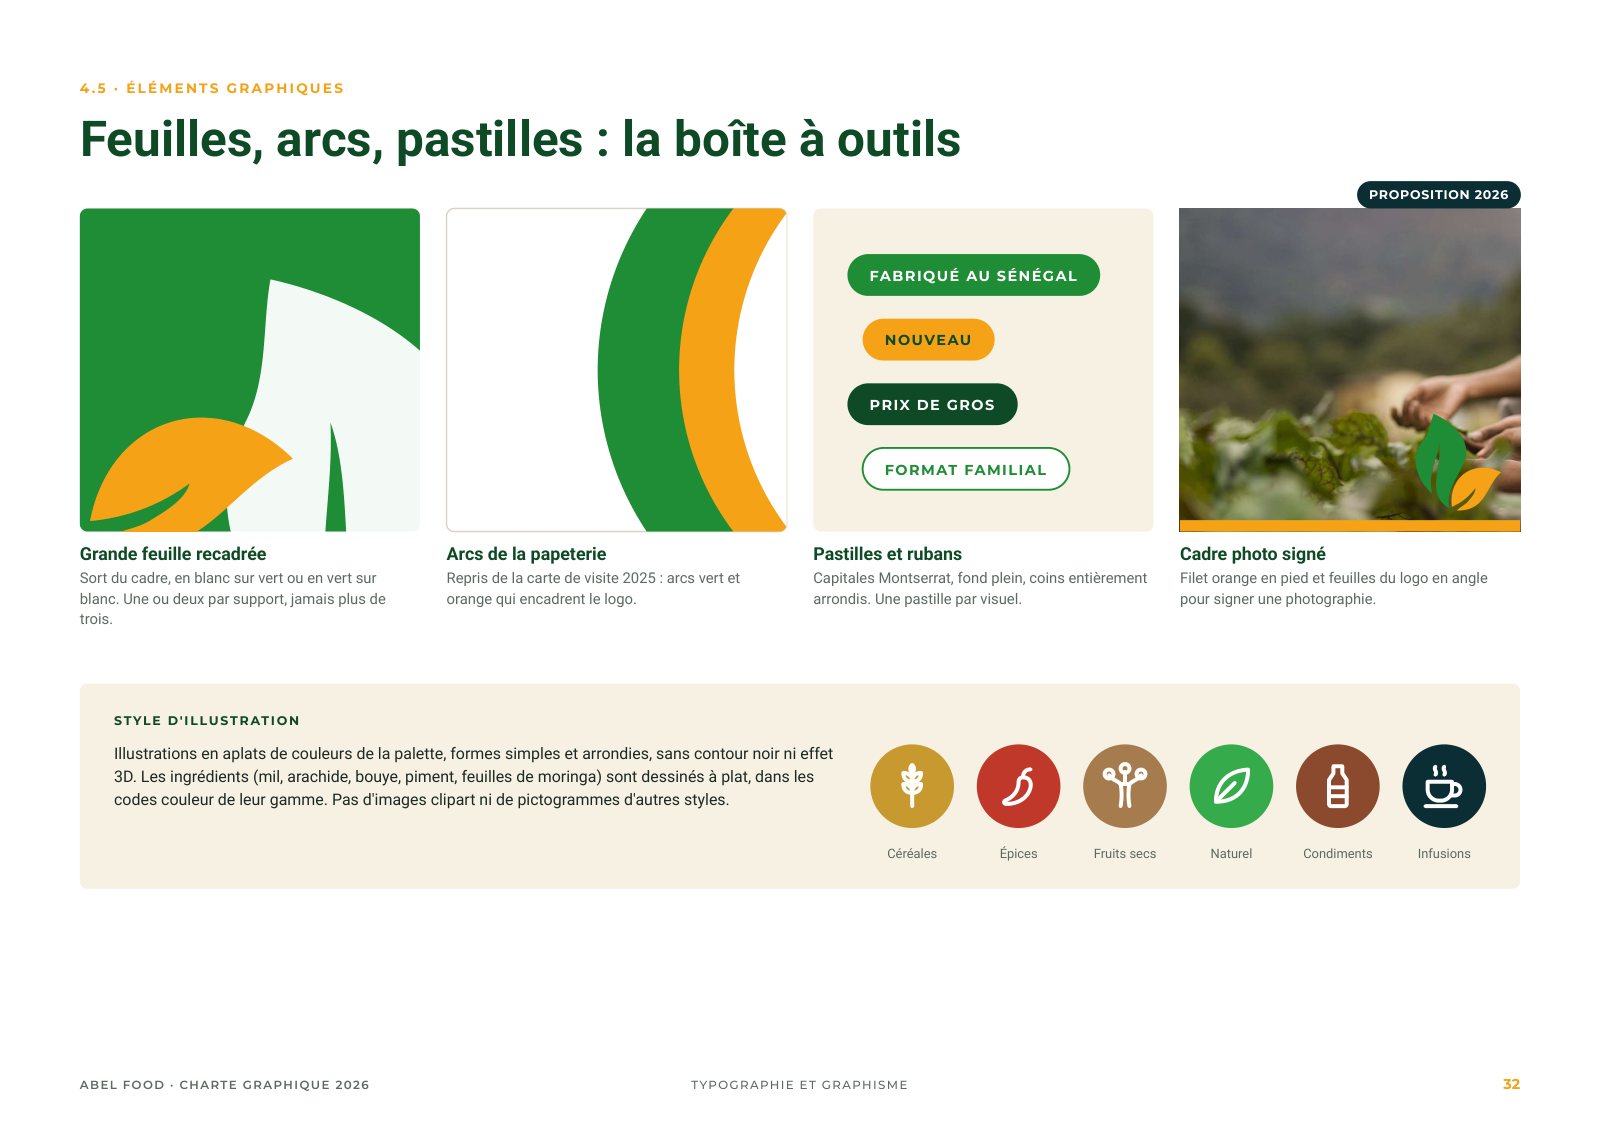 4.5 · ÉLÉMENTS GRAPHIQUES
Feuilles, arcs, pastilles : la boîte à outils
PROPOSITION 2026
FABRIQUÉ AU SÉNÉGAL
NOUVEAU
PRIX DE GROS
FORMAT FAMILIAL
Grande feuille recadrée
Sort du cadre, en blanc sur vert ou en vert sur
blanc. Une ou deux par support, jamais plus de
trois.
Arcs de la papeterie
Repris de la carte de visite 2025 : arcs vert et
orange qui encadrent le logo.
Pastilles et rubans
Capitales Montserrat, fond plein, coins entièrement
arrondis. Une pastille par visuel.
Cadre photo signé
Filet orange en pied et feuilles du logo en angle
pour signer une photographie.
STYLE D'ILLUSTRATION
Illustrations en aplats de couleurs de la palette, formes simples et arrondies, sans contour noir ni effet
3D. Les ingrédients (mil, arachide, bouye, piment, feuilles de moringa) sont dessinés à plat, dans les
codes couleur de leur gamme. Pas d'images clipart ni de pictogrammes d'autres styles.
Céréales
Épices
Fruits secs
Naturel
Condiments
Infusions
ABEL FOOD · CHARTE GRAPHIQUE 2026
TYPOGRAPHIE ET GRAPHISME
32